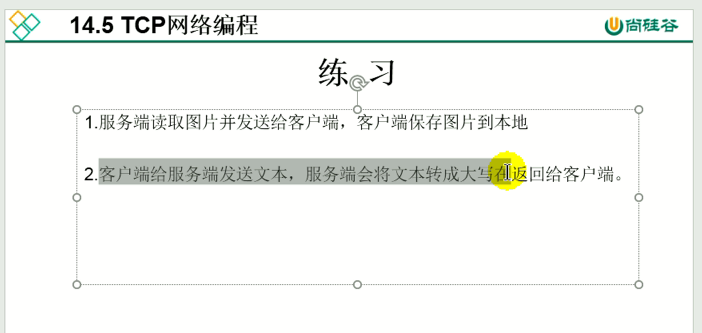 14.5 TCP网络编程
尚硅谷
练 习
1.服务端读取图片并发送给客户端，客户端保存图片到本地
2.客户端给服务端发送文本，服务端会将文本转成大写在返回给客户端。